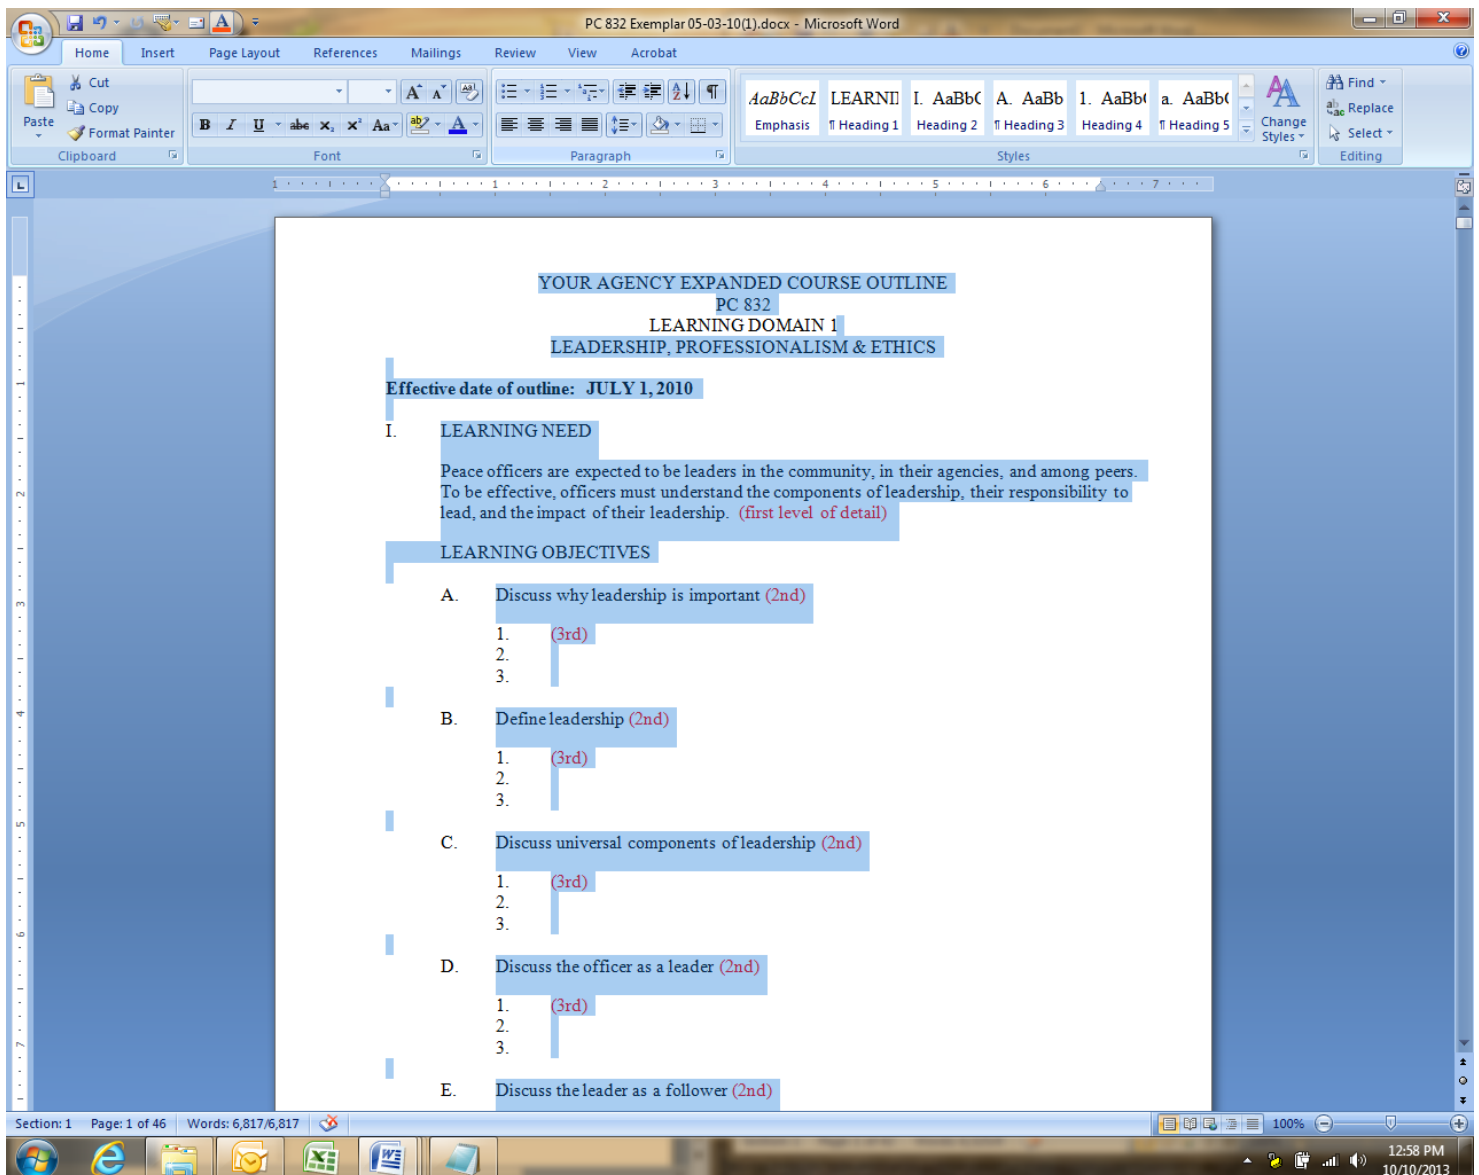 PC 832 Exemplar 05-03-10(1).docx - Microsoft Word
Home Insert Page Layout References Mailings Review View Acrobat
Cut
Copy
Format Painter
Paste
Clipboard
Font
Paragraph
AaBbCcI LEARNII I. AaBbC A. AaBb 1. AaBb( a. AaBb(
Emphasis ¶ Heading 1 Heading 2 ¶ Heading 3 Heading 4 ¶ Heading 5
Change
Styles
Styles
Find
Replace
Select
Editing
1 1 2 3 4 5 6 7
YOUR AGENCY EXPANDED COURSE OUTLINE
PC 832
LEARNING DOMAIN 1
LEADERSHIP, PROFESSIONALISM & ETHICS
Effective date of outline: JULY 1, 2010
I. LEARNING NEED
Peace officers are expected to be leaders in the community, in their agencies, and among peers.
To be effective, officers must understand the components of leadership, their responsibility to
lead, and the impact of their leadership. (first level of detail)
LEARNING OBJECTIVES
A. Discuss why leadership is important (2nd)
1. (3rd)
2.
3.
B. Define leadership (2nd)
1. (3rd)
2.
3.
C. Discuss universal components of leadership (2nd)
1. (3rd)
2.
3.
D. Discuss the officer as a leader (2nd)
1. (3rd)
2.
3.
E. Discuss the leader as a follower (2nd)
Section: 1 Page: 1 of 46 Words: 6,817/6,817
100%
12:58 PM
10/10/2013